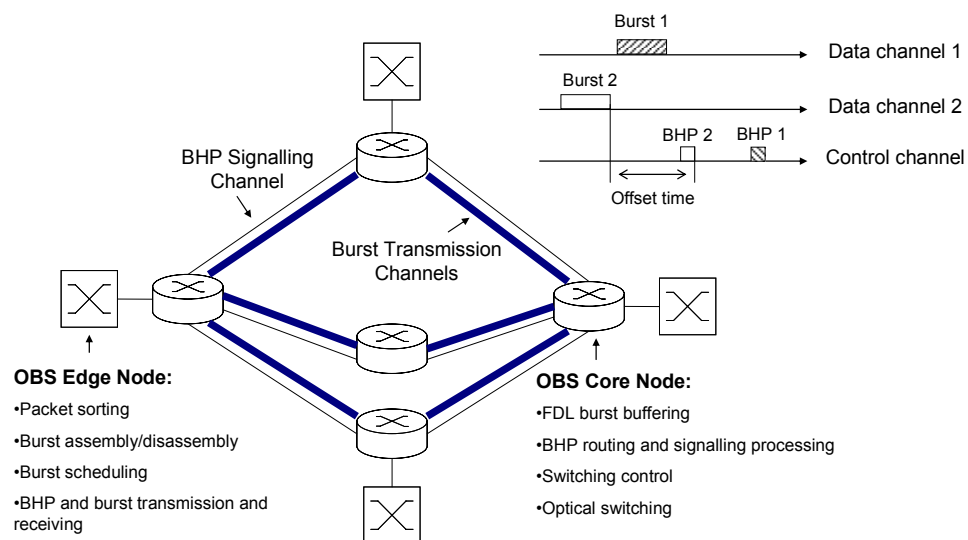 Burst 1
Data channel 1
Burst 2
Data channel 2
BHP 2
BHP 1
Control channel
Offset time
BHP Signalling
Channel
Burst Transmission
Channels
OBS Edge Node:
•Packet sorting
•Burst assembly/disassembly
•Burst scheduling
•BHP and burst transmission and
receiving
OBS Core Node:
•FDL burst buffering
•BHP routing and signalling processing
•Switching control
•Optical switching